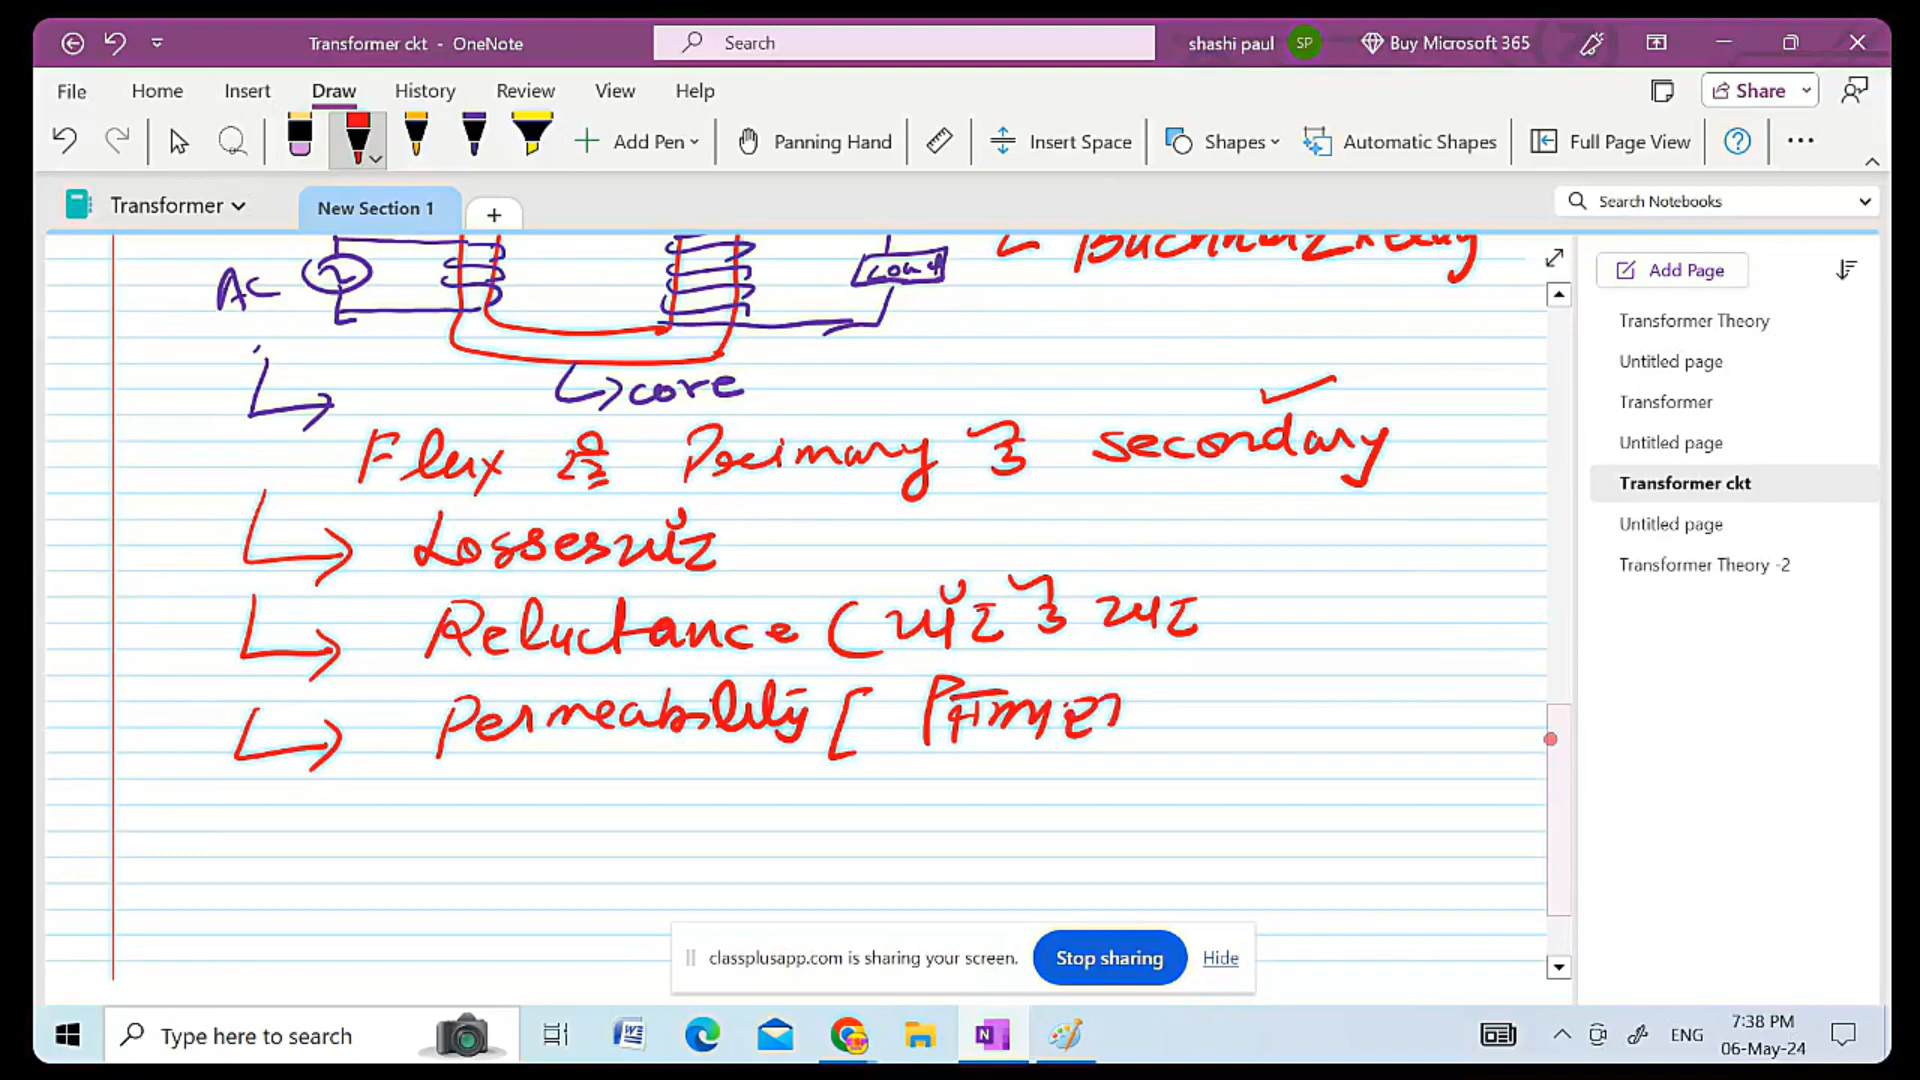 Transformer ckt - OneNote
Search
shashi paul
SP
Buy Microsoft 365
File Home Insert Draw History Review View Help
Share
Add Pen
Panning Hand
Insert Space
Shapes
Automatic Shapes
Full Page View
Transformer
New Section 1
+
Search Notebooks
AC
Load
Buchholz Relay
core
Flux Primary secondary
Losses
Reluctance (
Permeability [
Add Page
Transformer Theory
Untitled page
Transformer
Untitled page
Transformer ckt
Untitled page
Transformer Theory -2
classplusapp.com is sharing your screen.
Stop sharing
Hide
Type here to search
ENG
7:38 PM
06-May-24